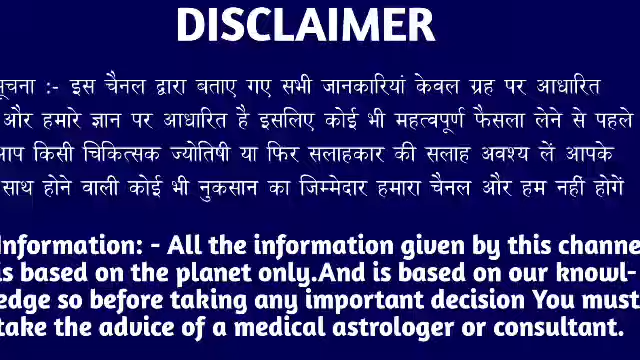 DISCLAIMER
सूचना :- इस चैनल द्वारा बताए गए सभी जानकारियां केवल ग्रह पर आधारित
और हमारे ज्ञान पर आधारित है इसलिए कोई भी महत्वपूर्ण फैसला लेने से पहले
आप किसी चिकित्सक ज्योतिषी या फिर सलाहकार की सलाह अवश्य लें आपके
साथ होने वाली कोई भी नुकसान का जिम्मेदार हमारा चैनल और हम नहीं होगें
Information: - All the information given by this channe
is based on the planet only.And is based on our knowl-
edge so before taking any important decision You must
take the advice of a medical astrologer or consultant.